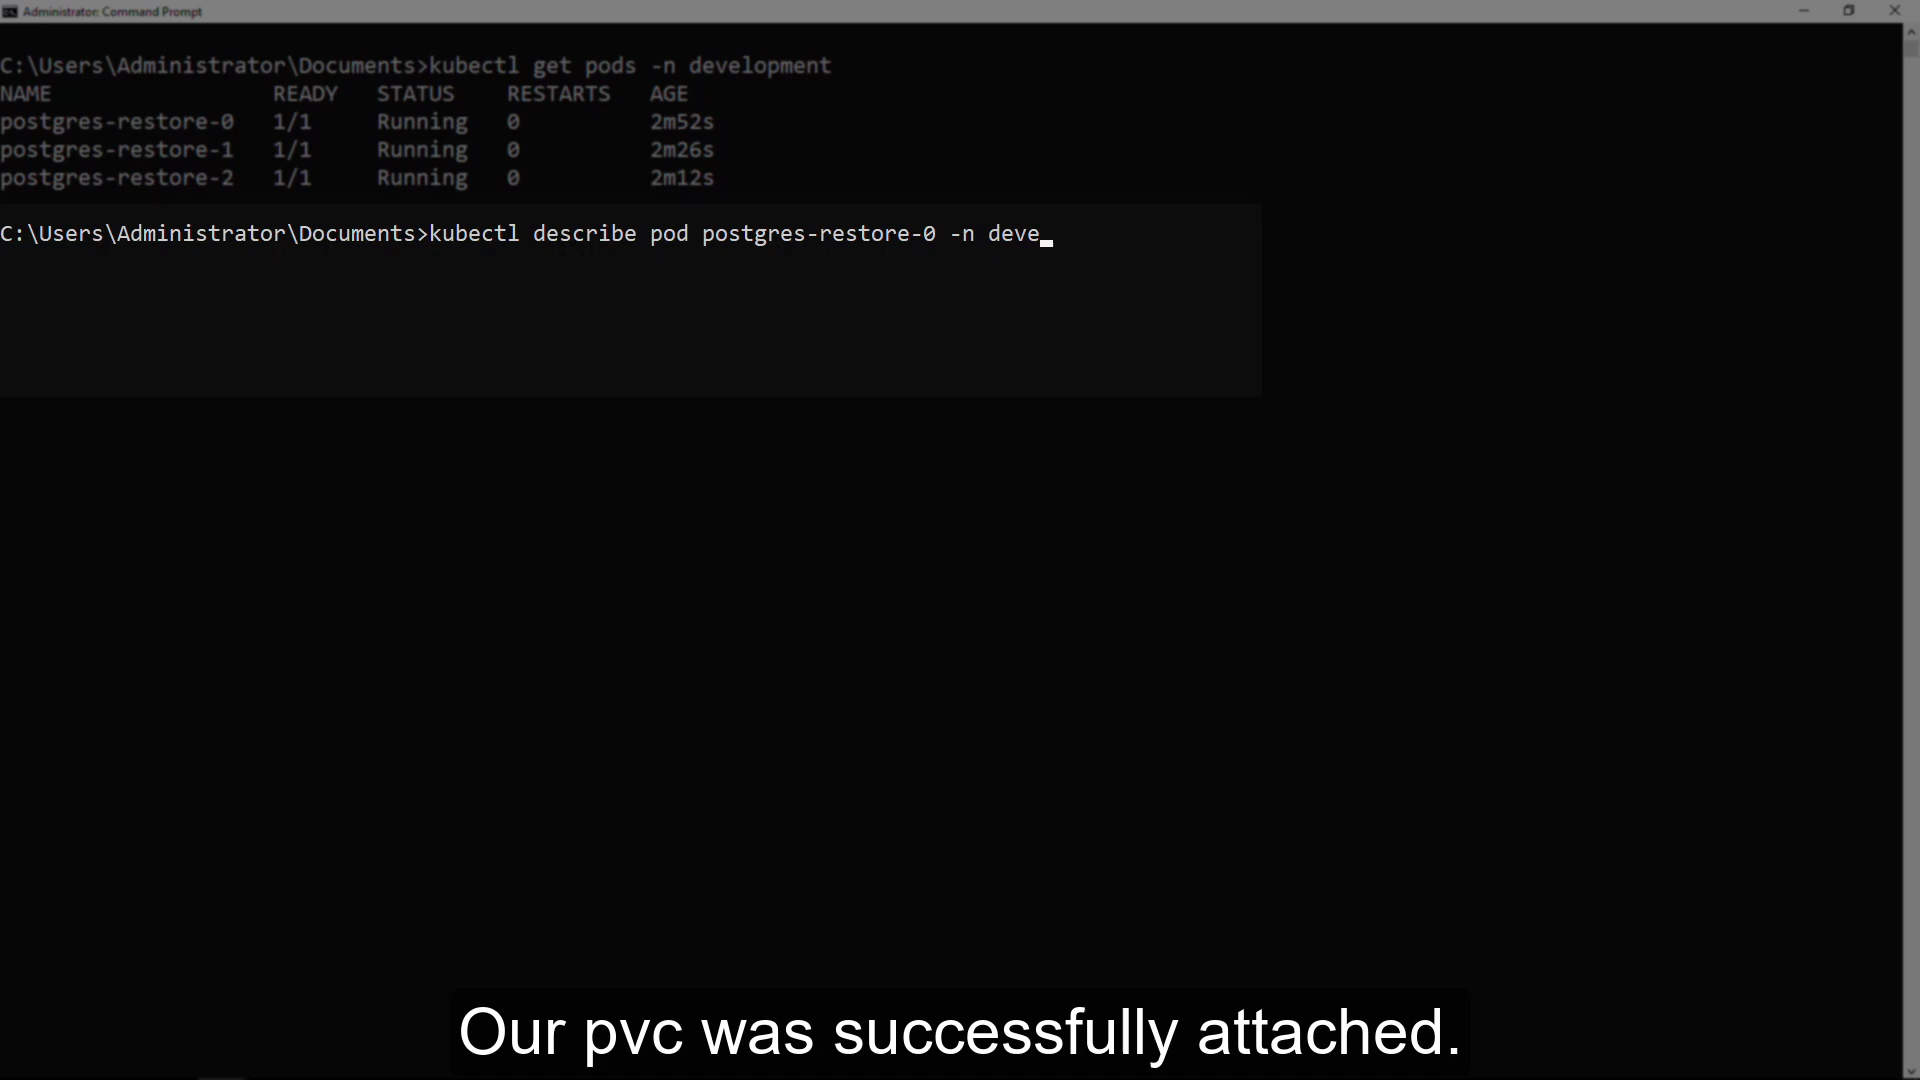 Administrator: Command Prompt
C:\Users\Administrator\Documents>kubectl get pods -n development
NAME READY STATUS RESTARTS AGE
postgres-restore-0 1/1 Running 0 2m52s
postgres-restore-1 1/1 Running 0 2m26s
postgres-restore-2 1/1 Running 0 2m12s
C:\Users\Administrator\Documents>kubectl describe pod postgres-restore-0 -n deve
Our pvc was successfully attached.